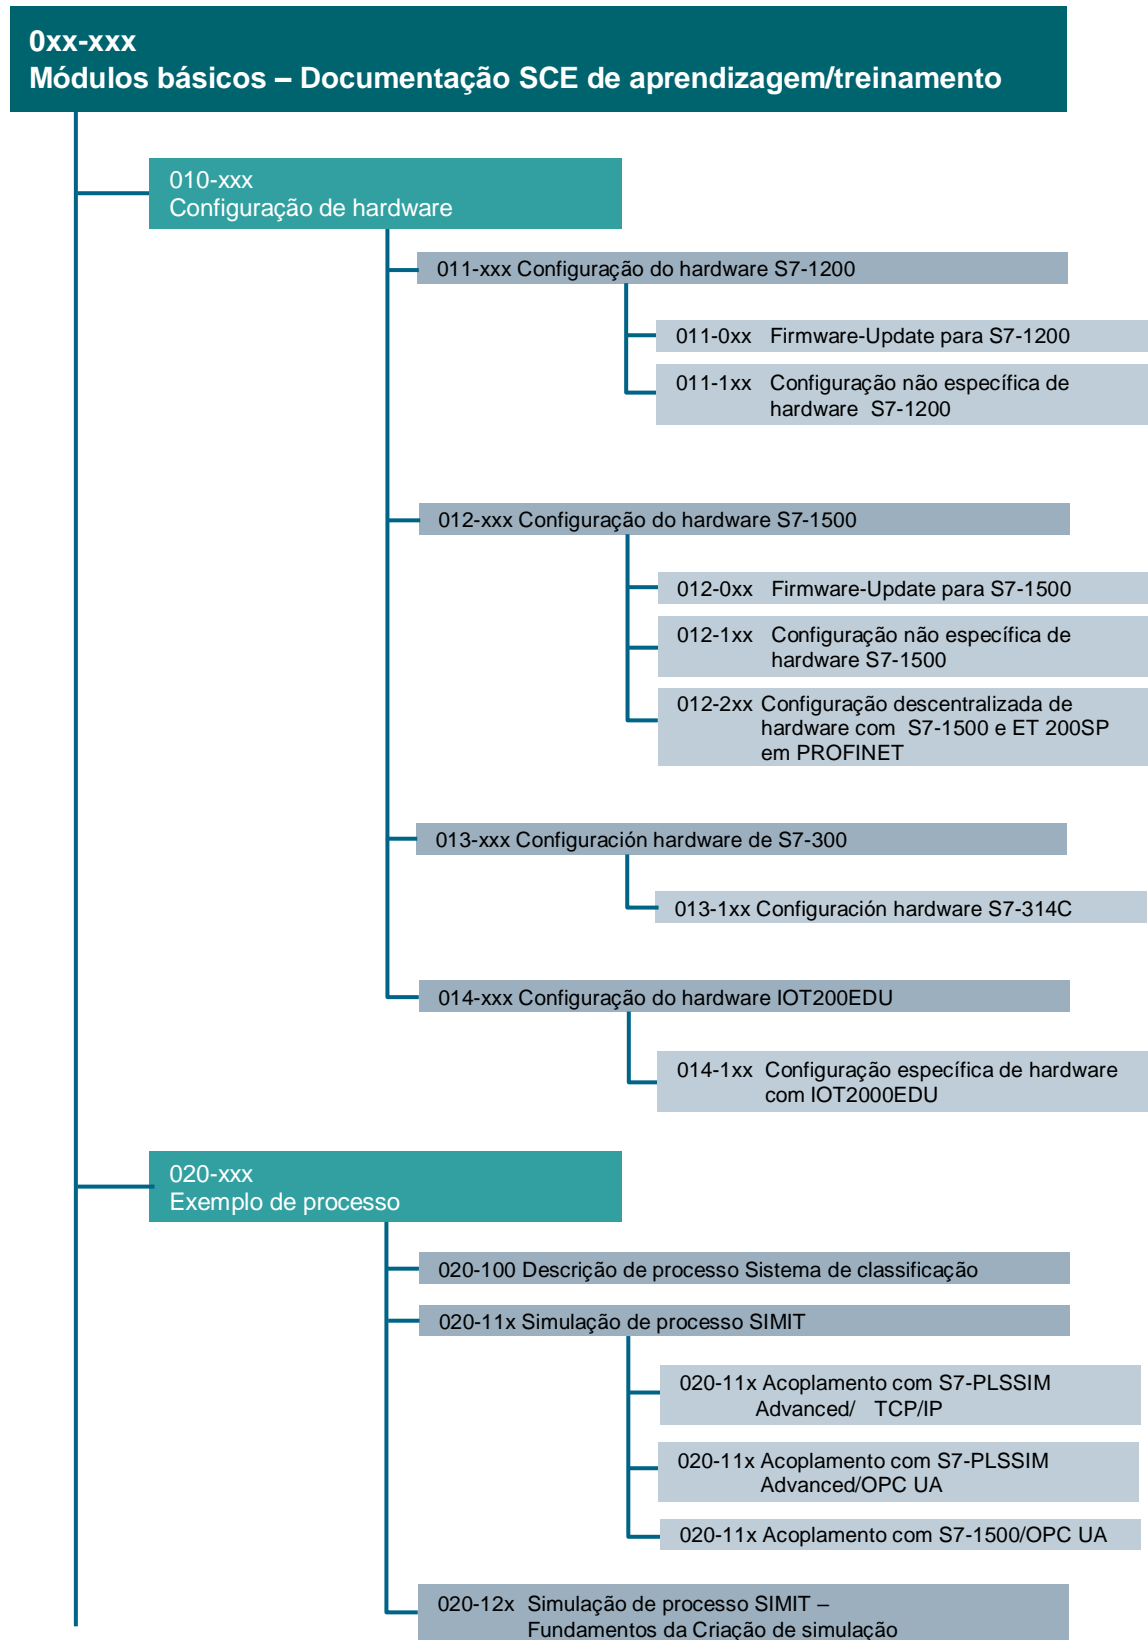 0xx-xxx
Módulos básicos – Documentação SCE de aprendizagem/treinamento
010-xxx
Configuração de hardware
011-xxx Configuração do hardware S7-1200
011-0xx Firmware-Update para S7-1200
011-1xx Configuração não específica de
hardware S7-1200
012-xxx Configuração do hardware S7-1500
012-0xx Firmware-Update para S7-1500
012-1xx Configuração não específica de
hardware S7-1500
012-2xx Configuração descentralizada de
hardware com S7-1500 e ET 200SP
em PROFINET
013-xxx Configuración hardware de S7-300
013-1xx Configuración hardware S7-314C
014-xxx Configuração do hardware IOT200EDU
014-1xx Configuração específica de hardware
com IOT2000EDU
020-xxx
Exemplo de processo
020-100 Descrição de processo Sistema de classificação
020-11x Simulação de processo SIMIT
020-11x Acoplamento com S7-PLSSIM
Advanced/ TCP/IP
020-11x Acoplamento com S7-PLSSIM
Advanced/OPC UA
020-11x Acoplamento com S7-1500/OPC UA
020-12x Simulação de processo SIMIT –
Fundamentos da Criação de simulação